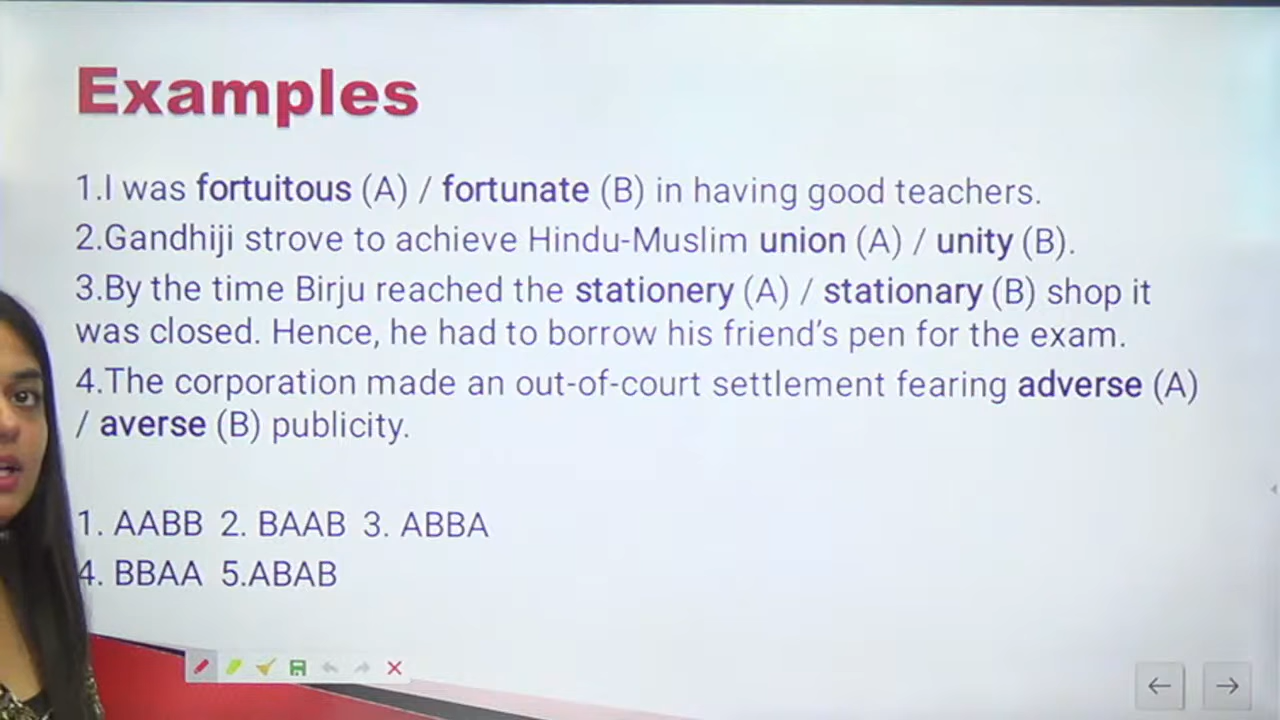 Examples
1.I was fortuitous (A) / fortunate (B) in having good teachers.
2.Gandhiji strove to achieve Hindu-Muslim union (A) / unity (B).
3.By the time Birju reached the stationery (A) / stationary (B) shop it
was closed. Hence, he had to borrow his friend’s pen for the exam.
4.The corporation made an out-of-court settlement fearing adverse (A)
/ averse (B) publicity.
1. AABB 2. BAAB 3. ABBA
4. BBAA 5.ABAB